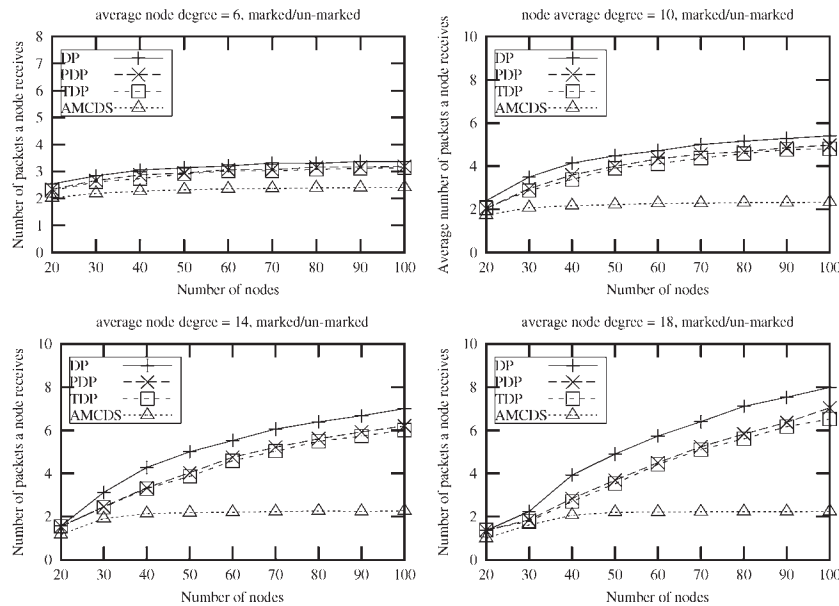 average node degree = 6, marked/un-marked
8
7
6
5
4
3
2
1
0
Number of packets a node receives
DP
PDP
TDP
AMCDS
20 30 40 50 60 70 80 90 100
Number of nodes
node average degree = 10, marked/un-marked
10
8
6
4
2
0
Average number of packets a node receives
DP
PDP
TDP
AMCDS
20 30 40 50 60 70 80 90 100
Number of nodes
average node degree = 14, marked/un-marked
10
8
6
4
2
0
Number of packets a node receives
DP
PDP
TDP
AMCDS
20 30 40 50 60 70 80 90 100
Number of nodes
average node degree = 18, marked/un-marked
10
8
6
4
2
0
Number of packets a node receives
DP
PDP
TDP
AMCDS
20 30 40 50 60 70 80 90 100
Number of nodes